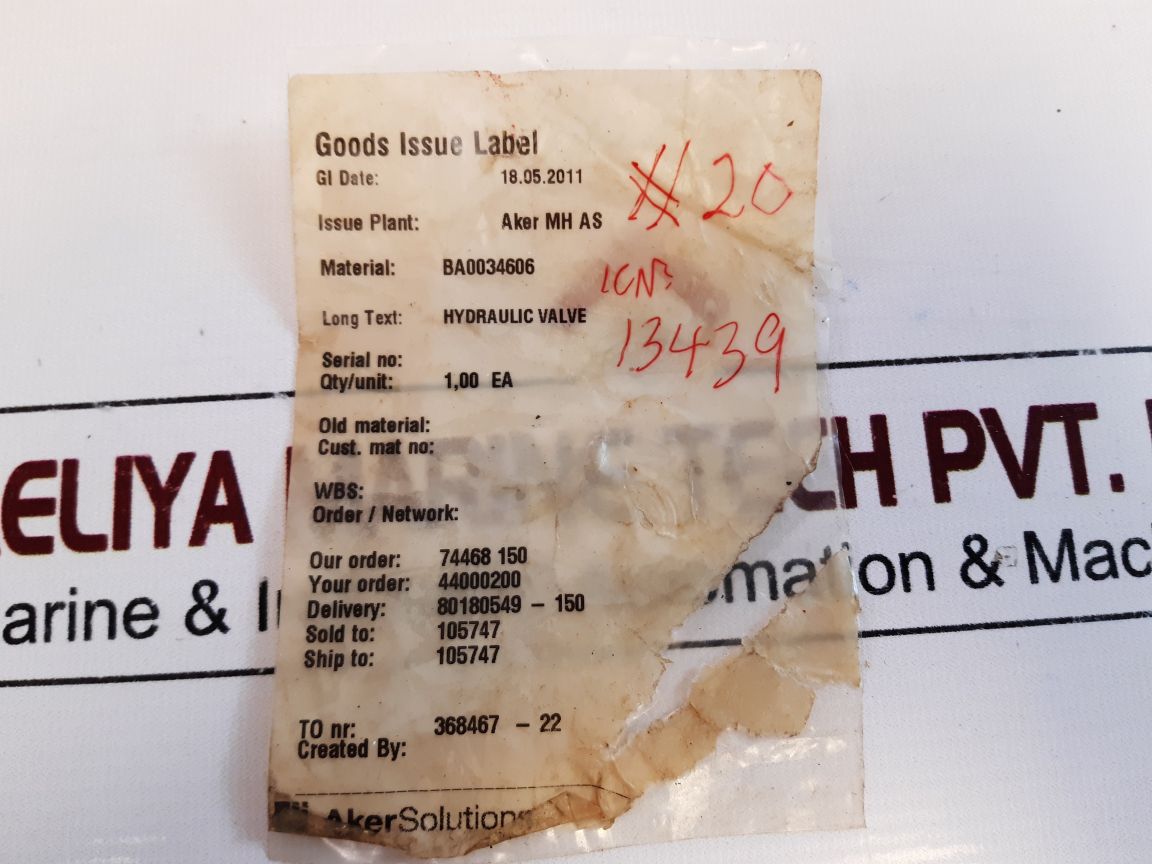 Goods Issue Label
GI Date: 18.05.2011
# 20
Issue Plant: Aker MH AS
Material: BA0034606
Long Text: HYDRAULIC VALVE
13439
Serial no:
Qty/unit: 1,00 EA
Old material:
Cust. mat no:
WBS:
Order / Network:
Our order: 74468 150
Your order: 44000200
Delivery: 80180549 - 150
Sold to: 105747
Ship to: 105747
TO nr: 368467 - 22
Created By:
AkerSolutions
ELIYA MARINE TECH PVT.
arine & I mation & Mac